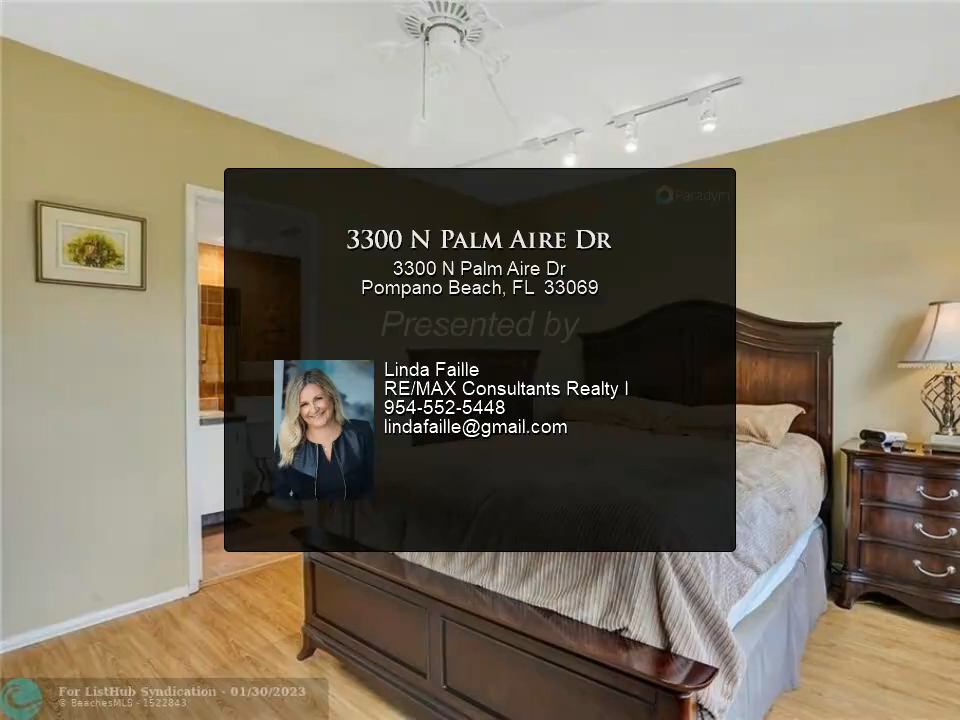 Paradym
3300 N Palm Aire Dr
3300 N Palm Aire Dr
Pompano Beach, FL 33069
Presented by
Linda Faille
RE/MAX Consultants Realty I
954-552-5448
lindafaille@gmail.com
For ListHub Syndication - 01/30/2023
© BeachesMLS - 1522843